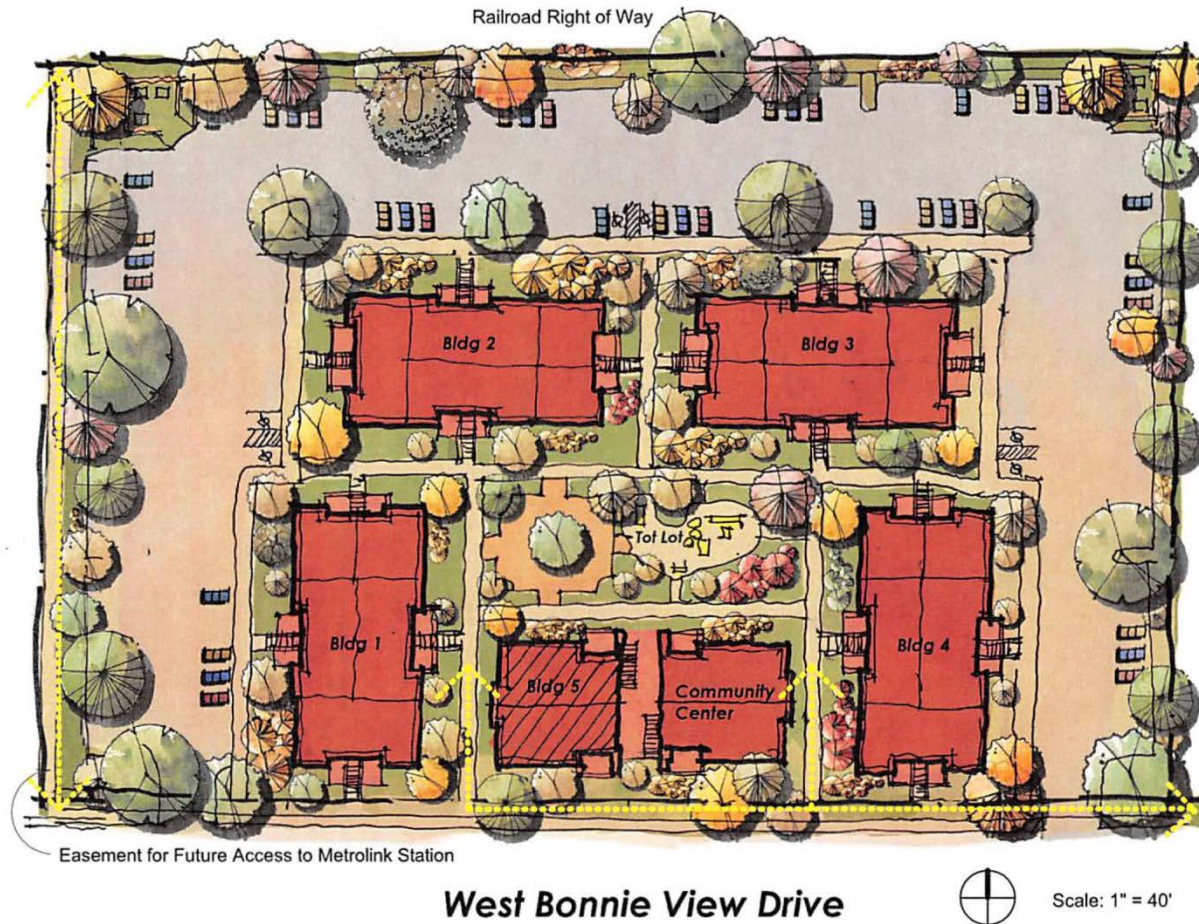 Railroad Right of Way
Bldg 2
Bldg 3
Tot Lot
Bldg 1
Bldg 5
Community
Center
Bldg 4
Easement for Future Access to Metrolink Station
West Bonnie View Drive
Scale: 1" = 40'